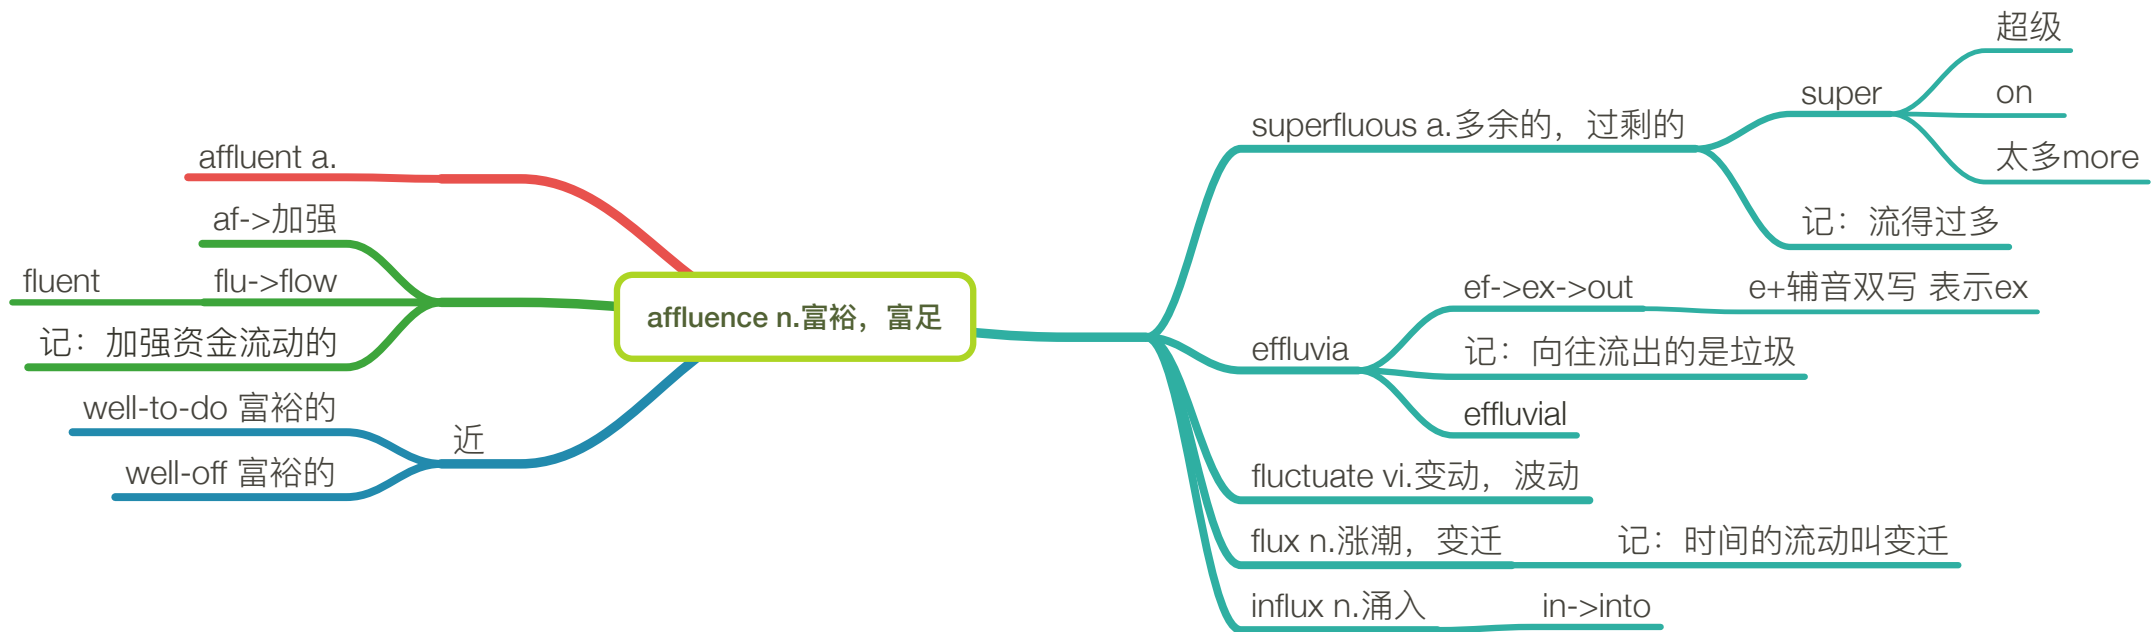 affluence n.富裕，富足
affluent a.
af->加强
flu->flow
fluent
记：加强资金流动的
近
well-to-do 富裕的
well-off 富裕的
superfluous a.多余的，过剩的
super
超级
on
太多more
记：流得过多
effluvia
ef->ex->out
e+辅音双写 表示ex
记：向往流出的是垃圾
effluvial
fluctuate vi.变动，波动
flux n.涨潮，变迁
记：时间的流动叫变迁
influx n.涌入
in->into